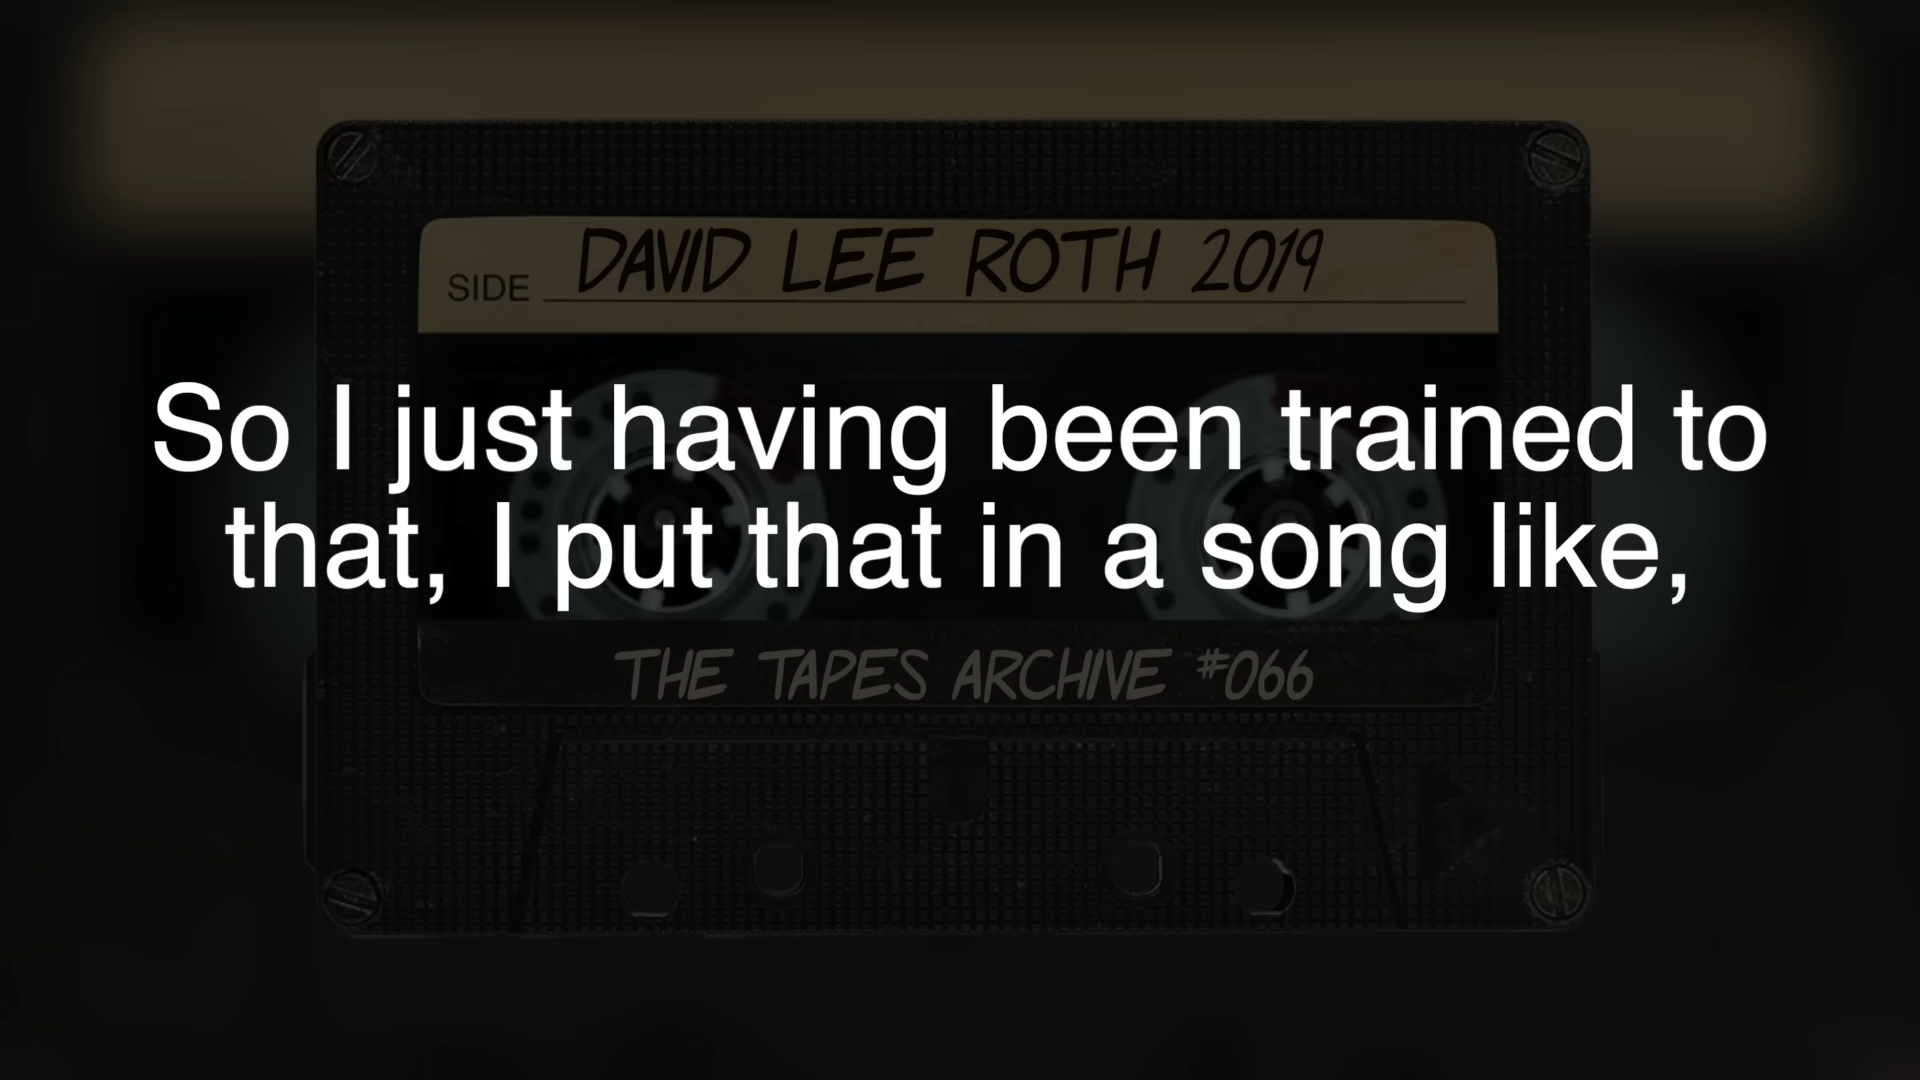 SIDE DAVID LEE ROTH 2019
So I just having been trained to
that, I put that in a song like,
THE TAPES ARCHIVE #066